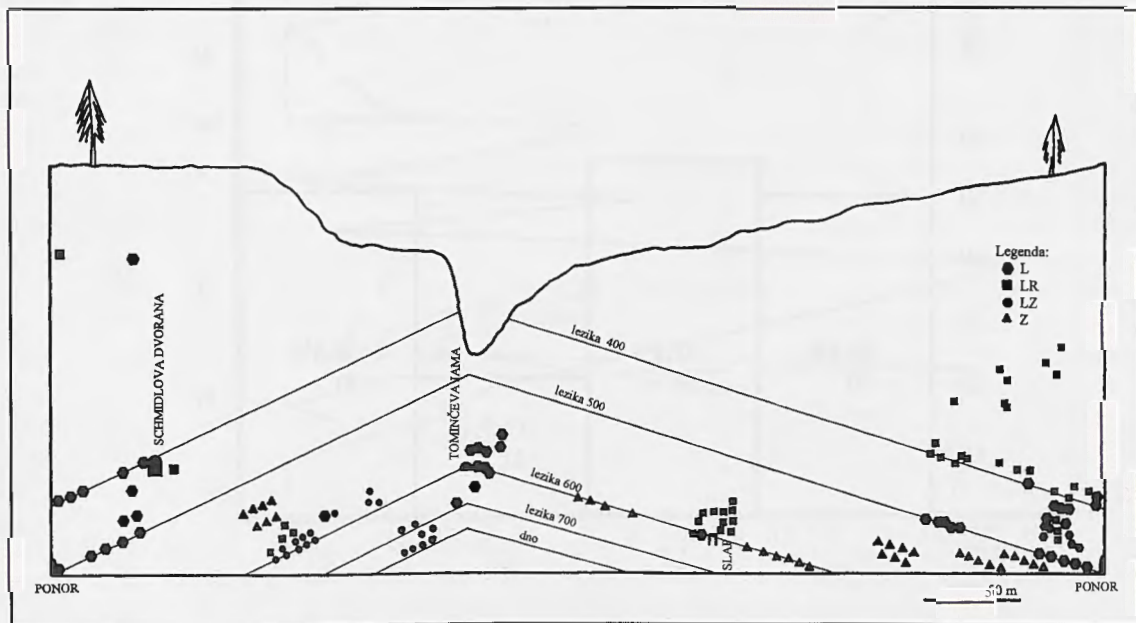 SCHMIDLOVA DVORANA
TOMINČEVA JAMA
lezika 400
lezika 500
lezika 600
lezika 700
dno
Legenda:
L
LR
LZ
Z
PONOR
50 m
PONOR